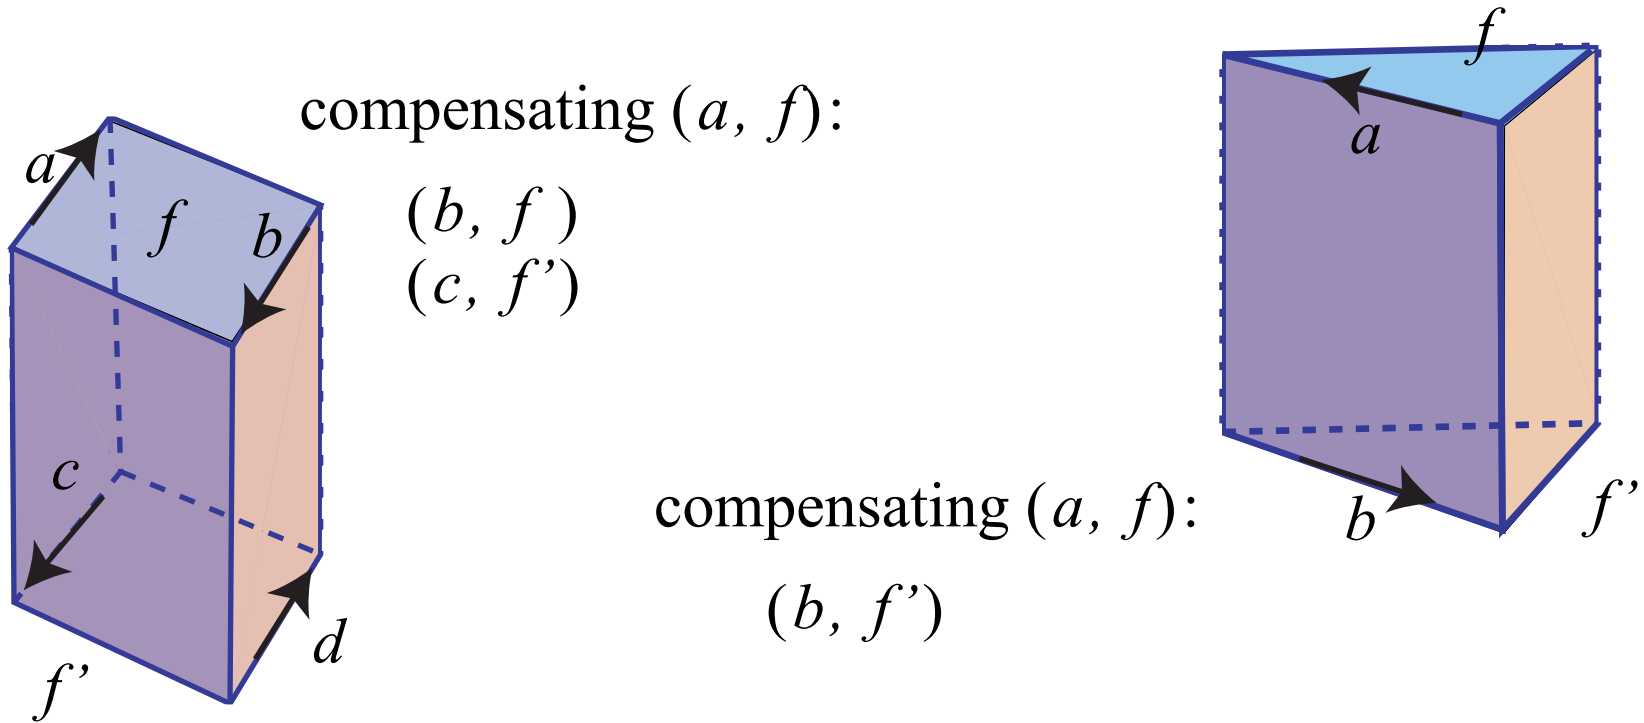 compensating (a, f):
(b, f )
(c, f’)
a
f
b
c
d
f’
f
a
b
f’
compensating (a, f):
(b, f’)